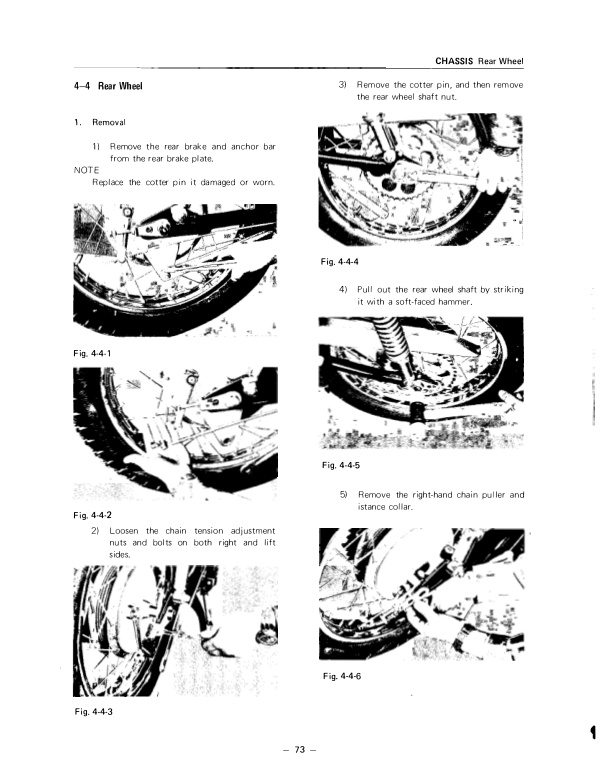 CHASSIS Rear Wheel
4–4 Rear Wheel
1. Removal
1) Remove the rear brake and anchor bar
from the rear brake plate.
NOTE
Replace the cotter pin it damaged or worn.
Fig. 4-4-1
Fig. 4-4-2
2) Loosen the chain tension adjustment
nuts and bolts on both right and lift
sides.
Fig. 4-4-3
3) Remove the cotter pin, and then remove
the rear wheel shaft nut.
Fig. 4-4-4
4) Pull out the rear wheel shaft by striking
it with a soft-faced hammer.
Fig. 4-4-5
5) Remove the right-hand chain puller and
istance collar.
Fig. 4-4-6
– 73 –